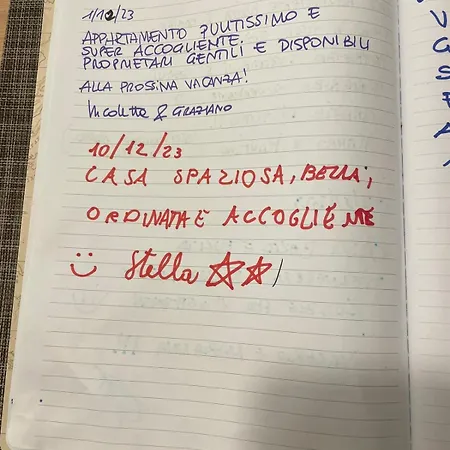 1/12/23
APPARTAMENTO PULITISSIMO E
SUPER ACCOGLIENTE.
PROPRIETARI GENTILI E DISPONIBILI
ALLA PROSSINA VACANZA!
Nicoletta & GRAZIANO
10/12/23
CASA SPAZIOSA, BELLA,
ORDINATA E ACCOGLIENTE
Stella
V
G
S